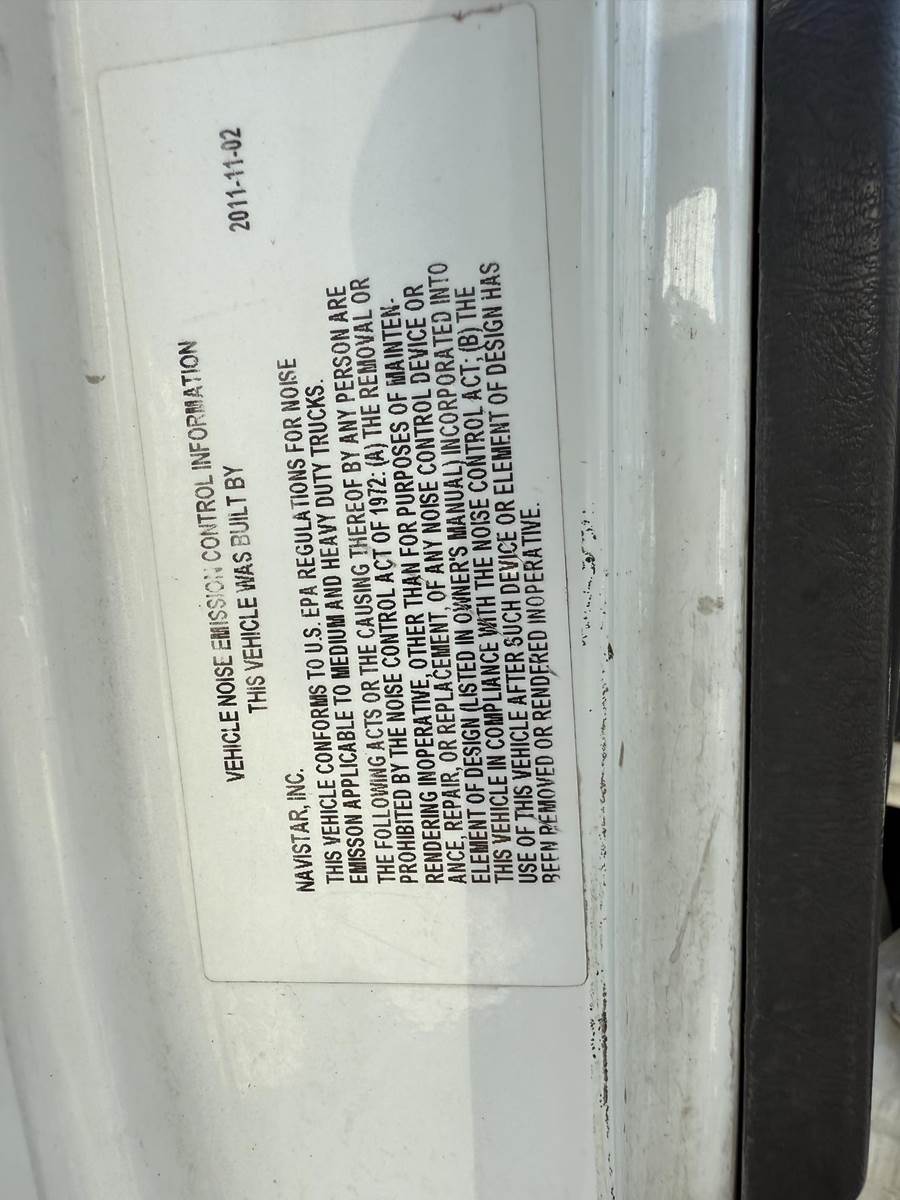 VEHICLE NOISE EMISSION CONTROL INFORMATION
THIS VEHICLE WAS BUILT BY 2011-11-02
NAVISTAR, INC.
THIS VEHICLE CONFORMS TO U.S. EPA REGULATIONS FOR NOISE
EMISSON APPLICABLE TO MEDIUM AND HEAVY DUTY TRUCKS.
THE FOLLOWING ACTS OR THE CAUSING THEREOF BY ANY PERSON ARE
PROHIBITED BY THE NOISE CONTROL ACT OF 1972: (A) THE REMOVAL OR
RENDERING INOPERATIVE, OTHER THAN FOR PURPOSES OF MAINTEN-
ANCE, REPAIR, OR REPLACEMENT, OF ANY NOISE CONTROL DEVICE OR
ELEMENT OF DESIGN (LISTED IN OWNER'S MANUAL) INCORPORATED INTO
THIS VEHICLE IN COMPLIANCE WITH THE NOISE CONTROL ACT; (B) THE
USE OF THIS VEHICLE AFTER SUCH DEVICE OR ELEMENT OF DESIGN HAS
BEEN REMOVED OR RENDERED INOPERATIVE.